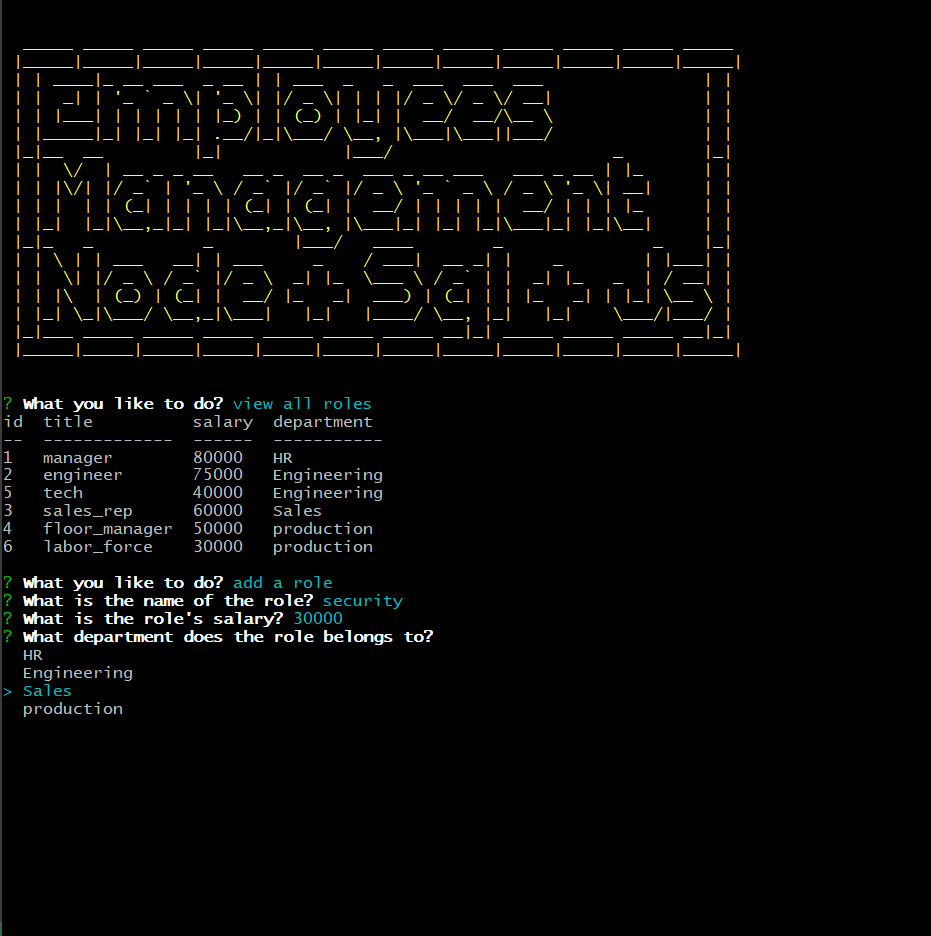 Employees
Management
Node + Sql + Js
? What you like to do? view all roles
id  title          salary  department
--  -------------  ------  -----------
1   manager        80000   HR
2   engineer       75000   Engineering
5   tech           40000   Engineering
3   sales_rep      60000   Sales
4   floor_manager  50000   production
6   labor_force    30000   production
? What you like to do? add a role
? What is the name of the role? security
? What is the role's salary? 30000
? What department does the role belongs to?
HR
Engineering
> Sales
production